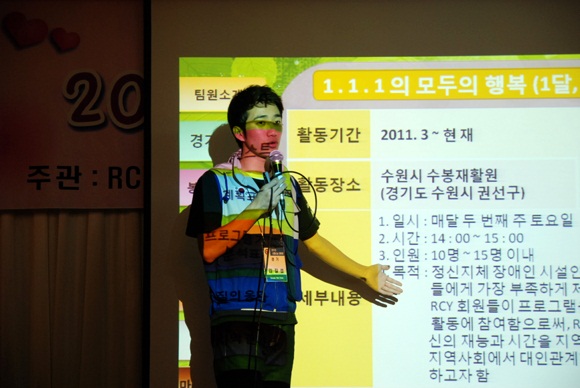 20
주관 : RC
팀원소개
경기
1.1.1의 모두의 행복 (1달,
활동기간
2011. 3 ~ 현재
활동장소
수원시 수봉재활원
(경기도 수원시 권선구)
세부내용
1. 일시 : 매달 두 번째 주 토요일
2. 시간 : 14 : 00 ~ 15 : 00
3. 인원 : 10명 ~ 15명 이내
목적 : 정신지체 장애인 시설인
들에게 가장 부족하게 제
RCY 회원들이 프로그램
활동에 참여함으로써, R
신의 재능과 시간을 지역
지역사회에서 대인관계
하고자 함